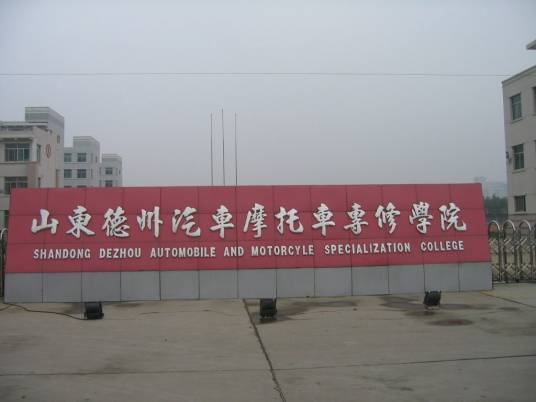 山東德州汽車摩托車專修學院
SHANDONG DEZHOU AUTOMOBILE AND MOTORCYLE SPECIALIZATION COLLEGE